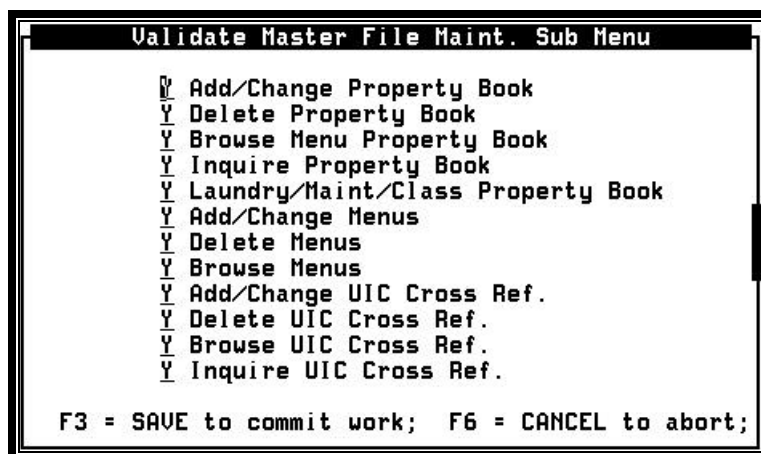 Validate Master File Maint. Sub Menu
Y Add/Change Property Book
Y Delete Property Book
Y Browse Menu Property Book
Y Inquire Property Book
Y Laundry/Maint/Class Property Book
Y Add/Change Menus
Y Delete Menus
Y Browse Menus
Y Add/Change UIC Cross Ref.
Y Delete UIC Cross Ref.
Y Browse UIC Cross Ref.
Y Inquire UIC Cross Ref.
F3 = SAVE to commit work; F6 = CANCEL to abort;